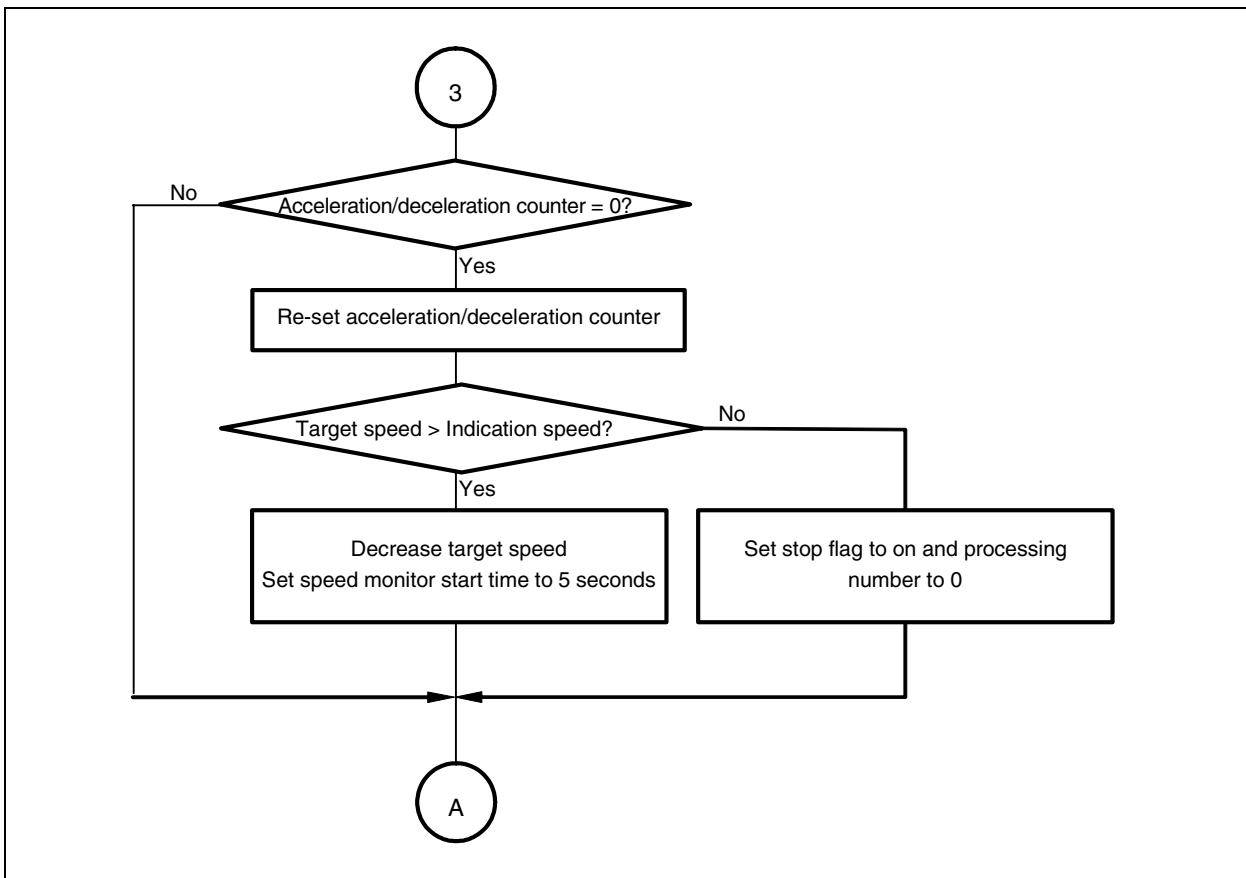 3
No
Acceleration/deceleration counter = 0?
Yes
Re-set acceleration/deceleration counter
Target speed > Indication speed?
No
Yes
Decrease target speed
Set speed monitor start time to 5 seconds
Set stop flag to on and processing
number to 0
A